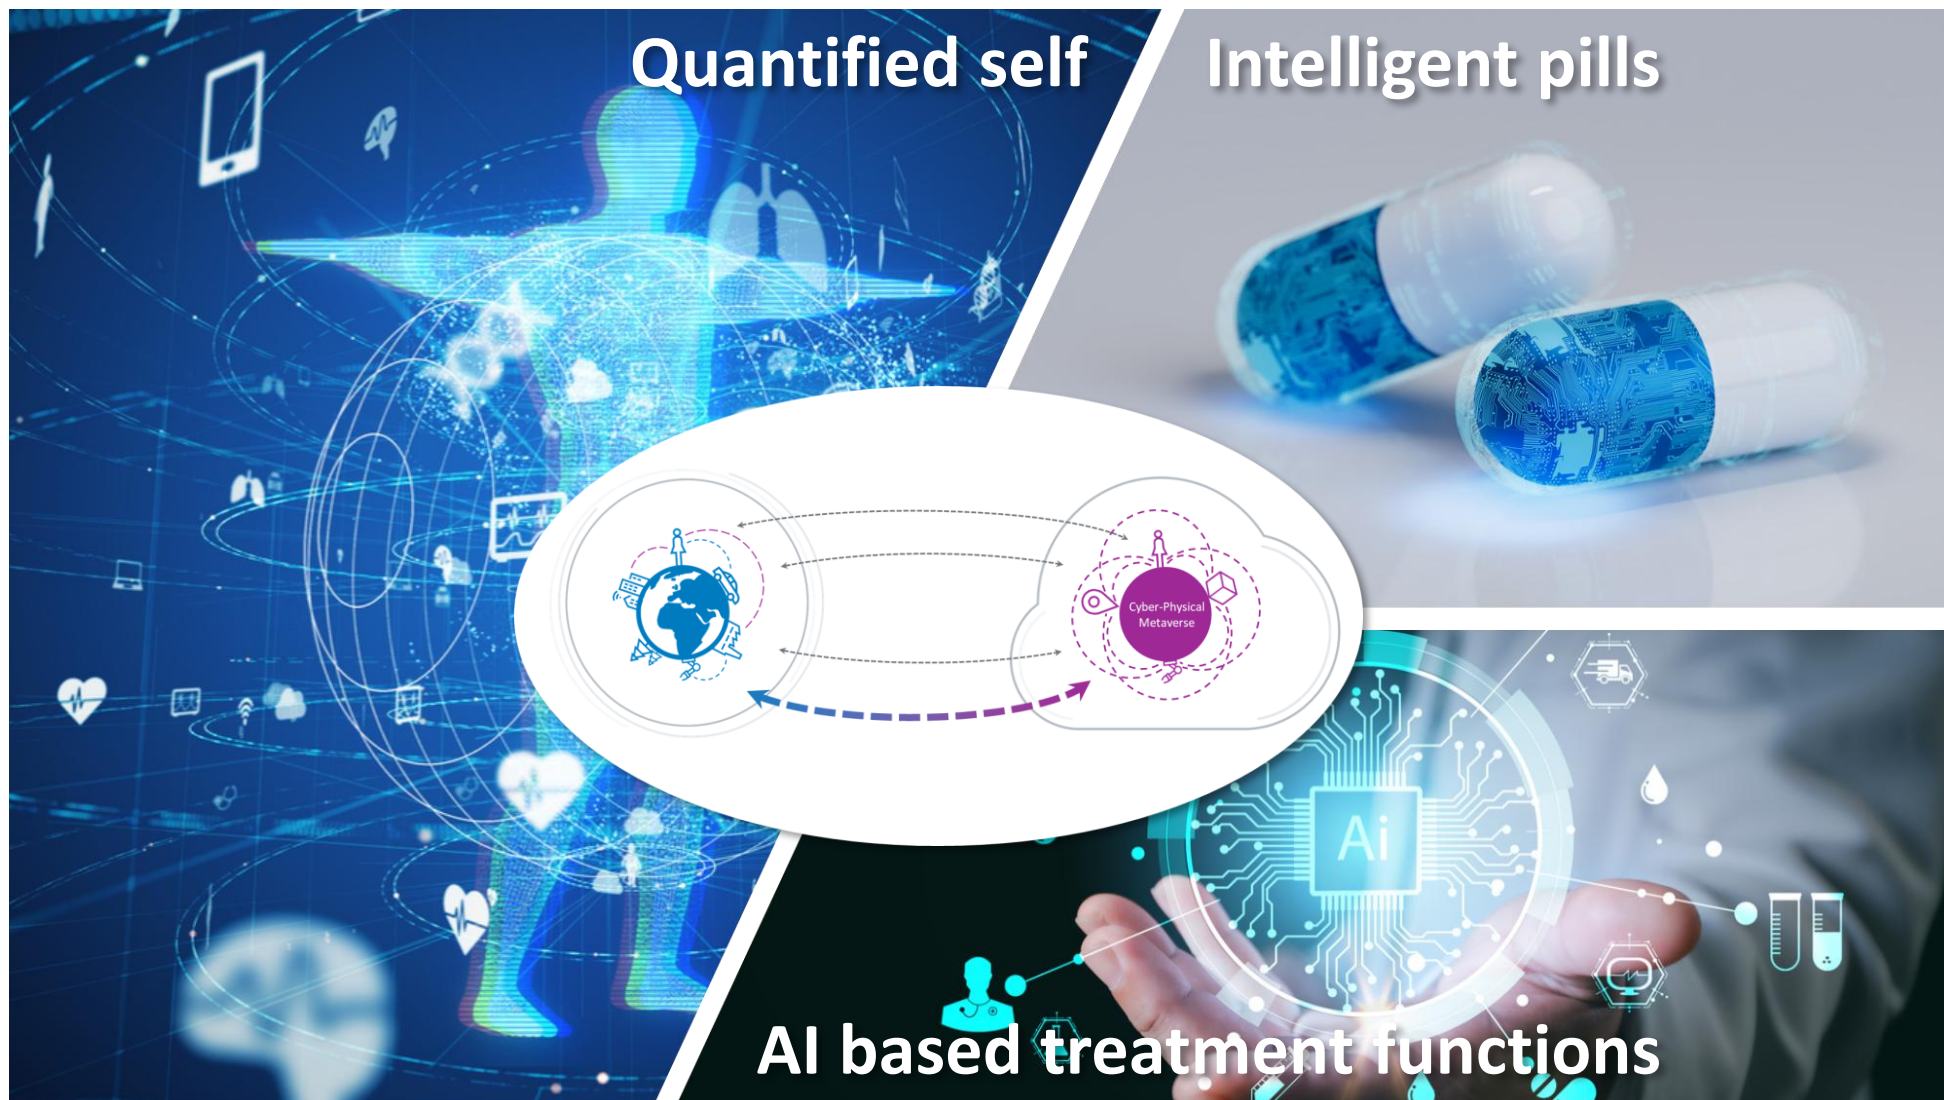 Quantified self
Intelligent pills
Cyber-Physical
Metaverse
Ai
AI based treatment functions